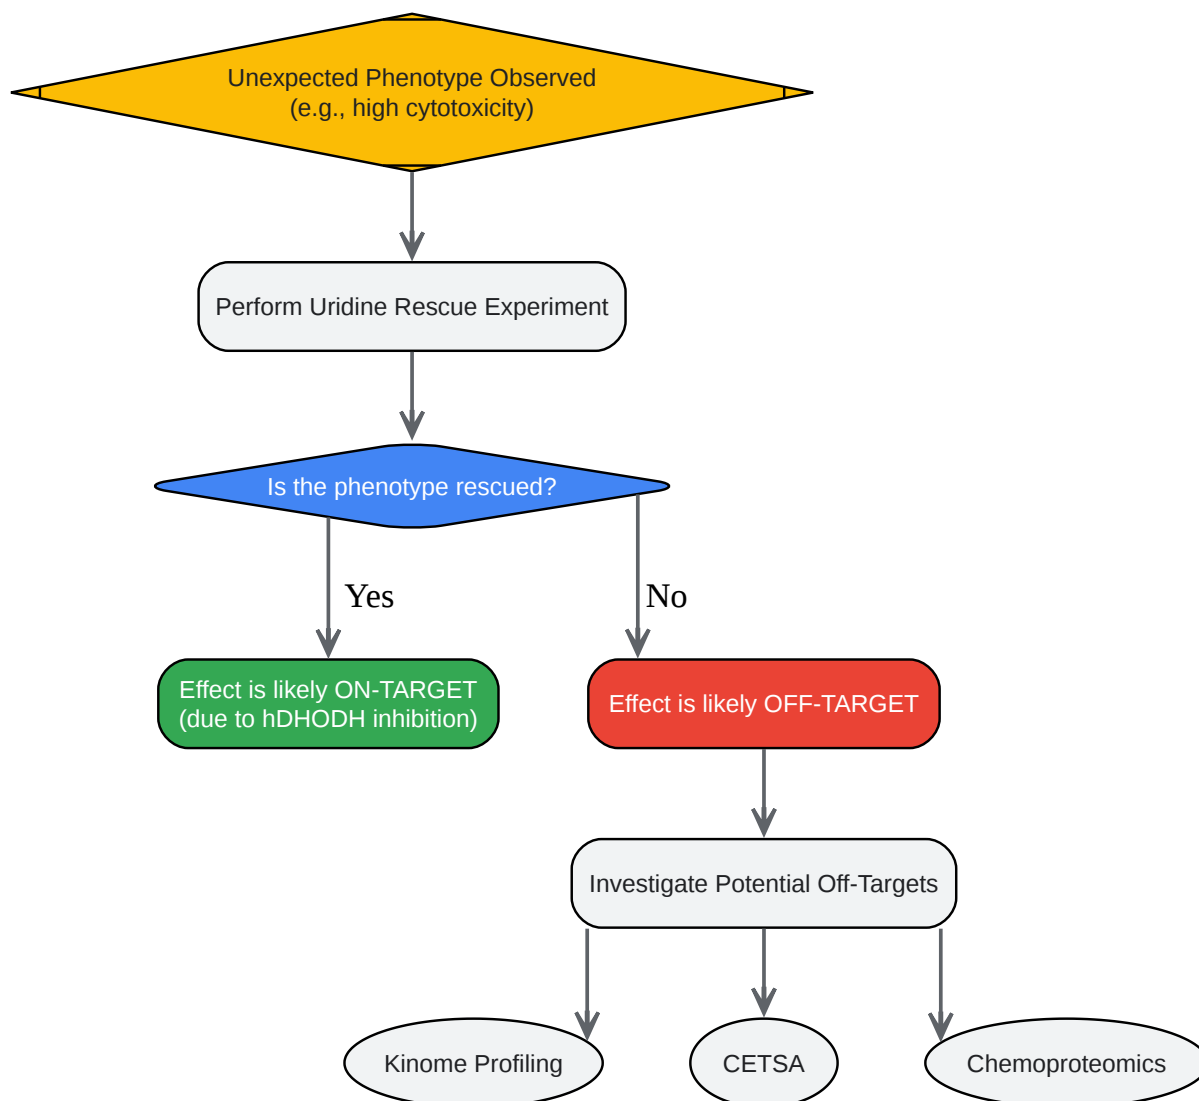 Unexpected Phenotype Observed
(e.g., high cytotoxicity)
Perform Uridine Rescue Experiment
Is the phenotype rescued?
Yes
No
Effect is likely ON-TARGET
(due to hDHODH inhibition)
Effect is likely OFF-TARGET
Investigate Potential Off-Targets
Kinome Profiling
CETSA
Chemoproteomics